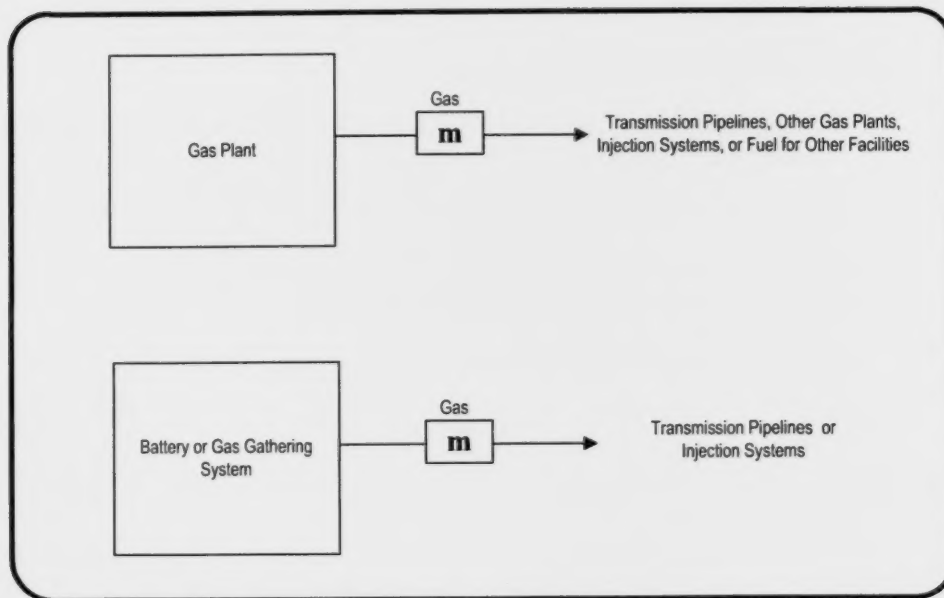 Gas
m
Gas Plant
Transmission Pipelines, Other Gas Plants,
Injection Systems, or Fuel for Other Facilities
Gas
m
Battery or Gas Gathering
System
Transmission Pipelines or
Injection Systems